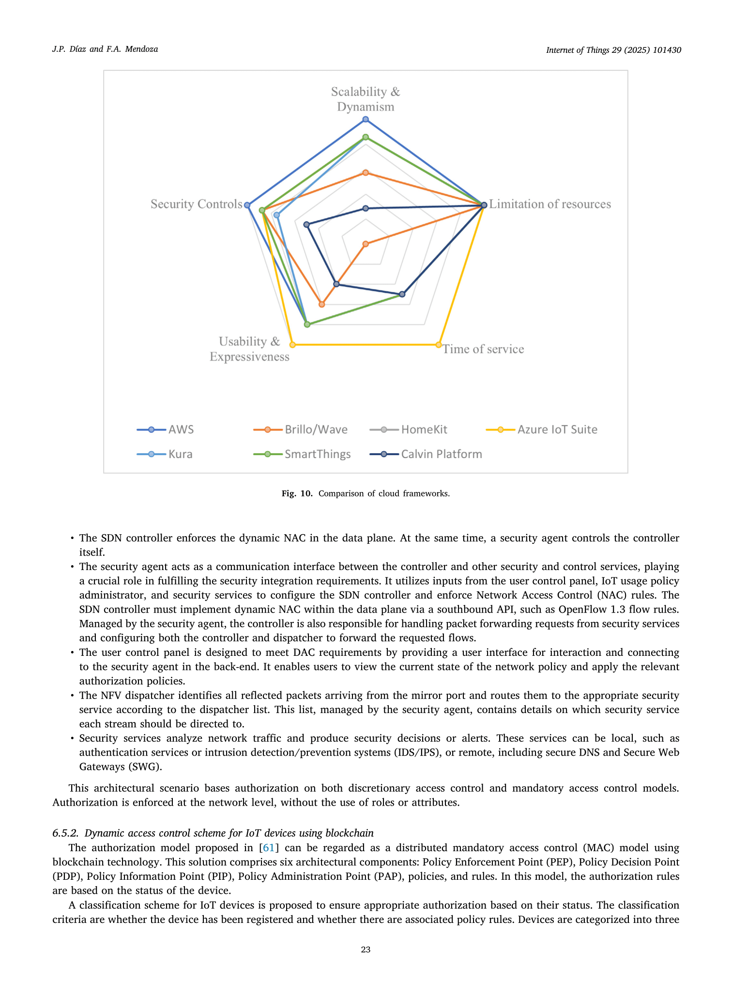 J.P. Díaz and F.A. Mendoza
Internet of Things 29 (2025) 101430
Scalability &
Dynamism
Security Controls
Limitation of resources
Usability &
Expressiveness
Time of service
AWS
Brillo/Wave
HomeKit
Azure IoT Suite
Kura
SmartThings
Calvin Platform
Fig. 10. Comparison of cloud frameworks.
• The SDN controller enforces the dynamic NAC in the data plane. At the same time, a security agent controls the controller
itself.
• The security agent acts as a communication interface between the controller and other security and control services, playing
a crucial role in fulfilling the security integration requirements. It utilizes inputs from the user control panel, IoT usage policy
administrator, and security services to configure the SDN controller and enforce Network Access Control (NAC) rules. The
SDN controller must implement dynamic NAC within the data plane via a southbound API, such as OpenFlow 1.3 flow rules.
Managed by the security agent, the controller is also responsible for handling packet forwarding requests from security services
and configuring both the controller and dispatcher to forward the requested flows.
• The user control panel is designed to meet DAC requirements by providing a user interface for interaction and connecting
to the security agent in the back-end. It enables users to view the current state of the network policy and apply the relevant
authorization policies.
• The NFV dispatcher identifies all reflected packets arriving from the mirror port and routes them to the appropriate security
service according to the dispatcher list. This list, managed by the security agent, contains details on which security service
each stream should be directed to.
• Security services analyze network traffic and produce security decisions or alerts. These services can be local, such as
authentication services or intrusion detection/prevention systems (IDS/IPS), or remote, including secure DNS and Secure Web
Gateways (SWG).
This architectural scenario bases authorization on both discretionary access control and mandatory access control models.
Authorization is enforced at the network level, without the use of roles or attributes.
6.5.2. Dynamic access control scheme for IoT devices using blockchain
The authorization model proposed in [61] can be regarded as a distributed mandatory access control (MAC) model using
blockchain technology. This solution comprises six architectural components: Policy Enforcement Point (PEP), Policy Decision Point
(PDP), Policy Information Point (PIP), Policy Administration Point (PAP), policies, and rules. In this model, the authorization rules
are based on the status of the device.
A classification scheme for IoT devices is proposed to ensure appropriate authorization based on their status. The classification
criteria are whether the device has been registered and whether there are associated policy rules. Devices are categorized into three
23